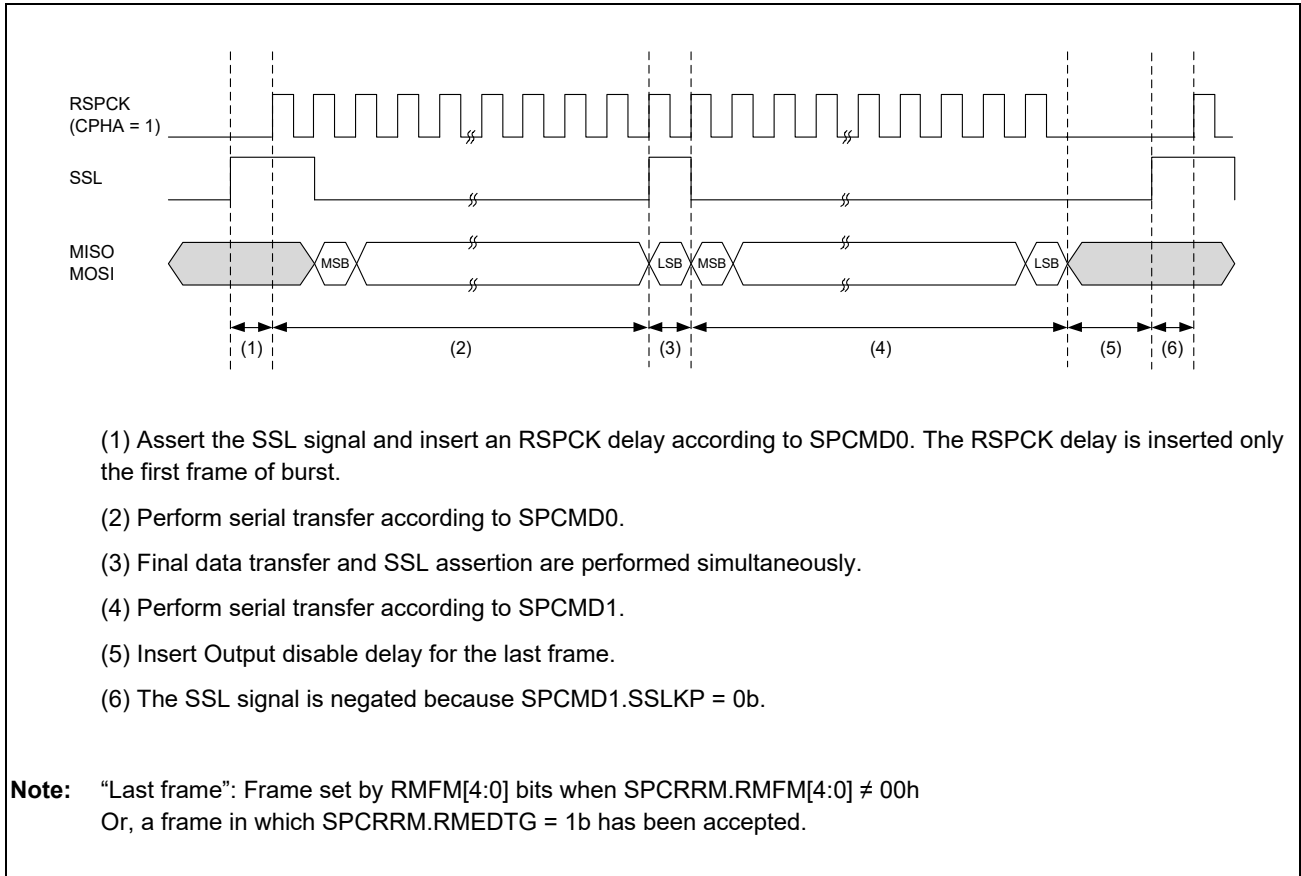 RSPCK
(CPHA = 1)
SSL
MISO
MOSI
MSB
LSB
MSB
LSB
(1)
(2)
(3)
(4)
(5)
(6)
(1) Assert the SSL signal and insert an RSPCK delay according to SPCMD0. The RSPCK delay is inserted only
the first frame of burst.
(2) Perform serial transfer according to SPCMD0.
(3) Final data transfer and SSL assertion are performed simultaneously.
(4) Perform serial transfer according to SPCMD1.
(5) Insert Output disable delay for the last frame.
(6) The SSL signal is negated because SPCMD1.SSLKP = 0b.
Note: “Last frame”: Frame set by RMFM[4:0] bits when SPCRRM.RMFM[4:0] ≠ 00h
Or, a frame in which SPCRRM.RMEDTG = 1b has been accepted.